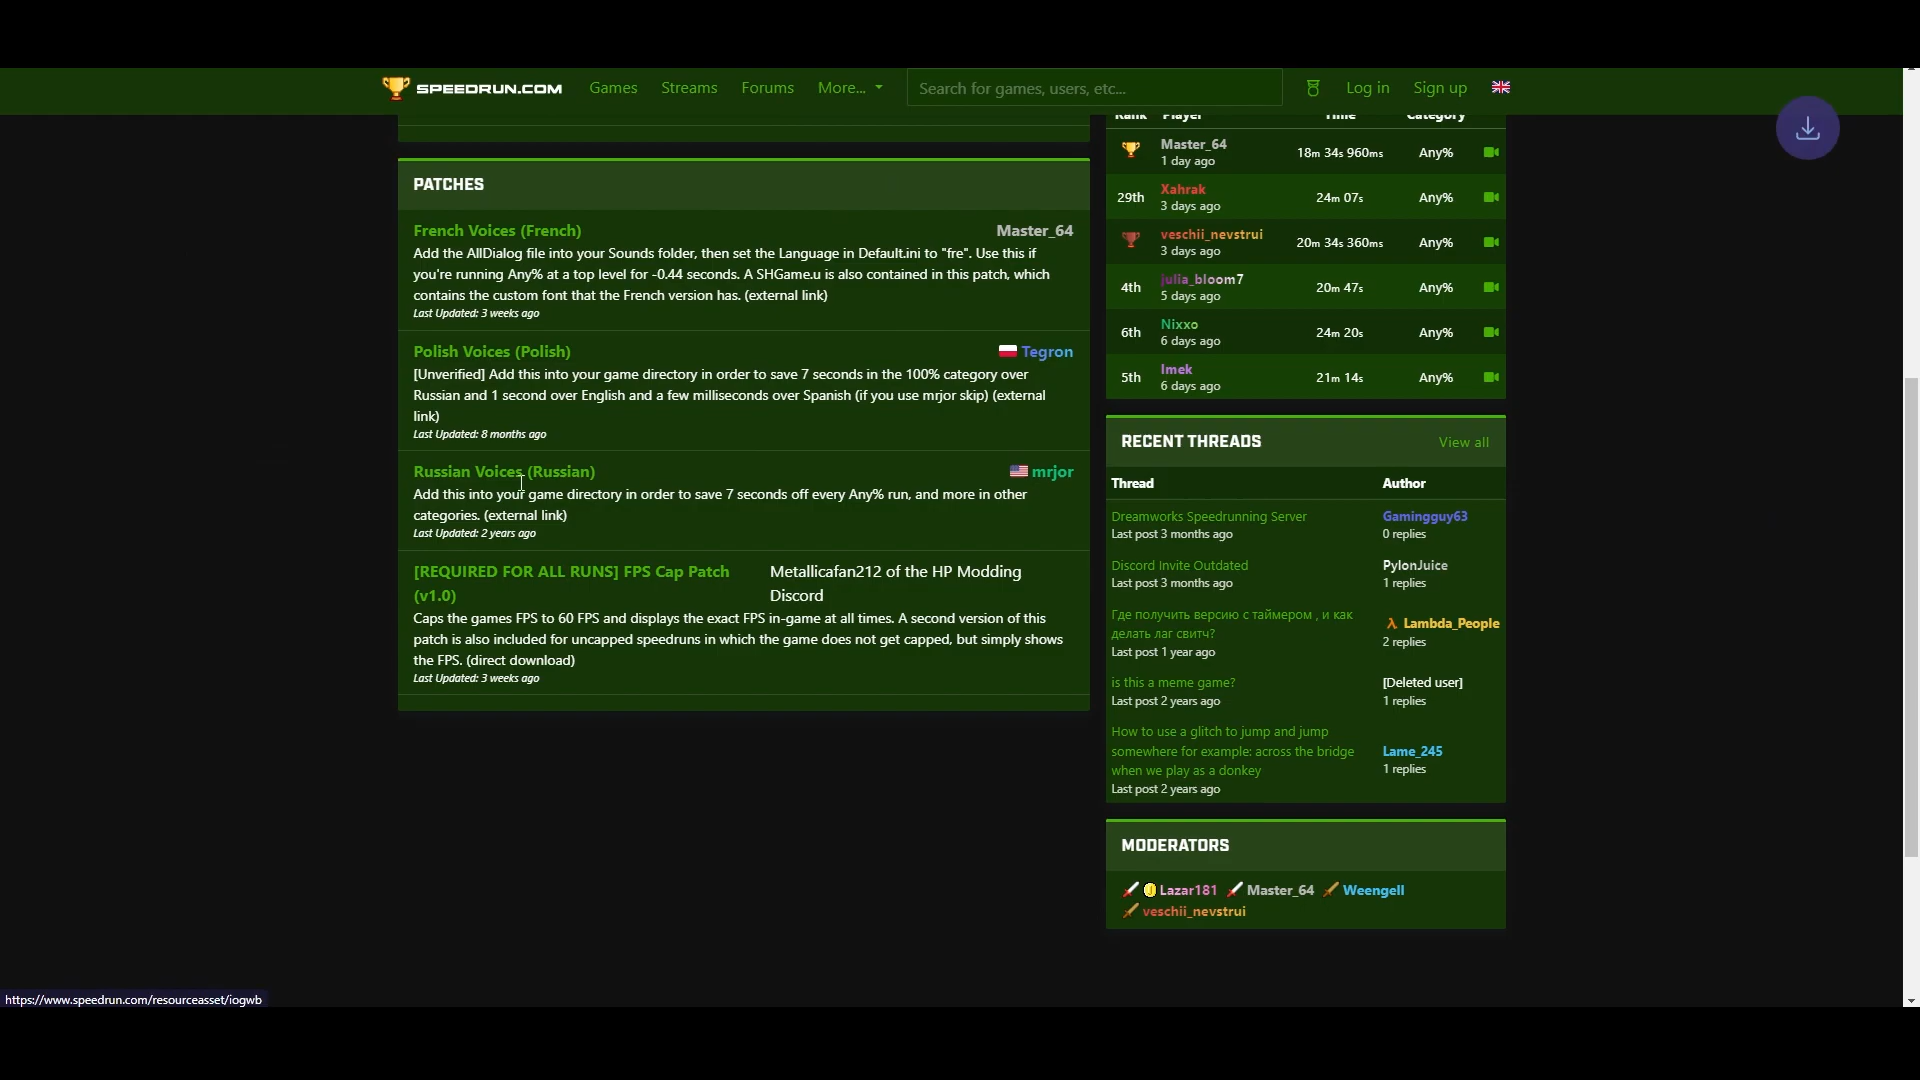 SPEEDRUN.COM
Games
Streams
Forums
More...
Search for games, users, etc...
Log in
Sign up
PATCHES
French Voices (French)
Master_64
Add the AllDialog file into your Sounds folder, then set the Language in Default.ini to "fre". Use this if
you're running Any% at a top level for -0.44 seconds. A SHGame.u is also contained in this patch, which
contains the custom font that the French version has. (external link)
Last Updated: 3 weeks ago
Polish Voices (Polish)
Tegron
[Unverified] Add this into your game directory in order to save 7 seconds in the 100% category over
Russian and 1 second over English and a few milliseconds over Spanish (if you use mrjor skip) (external
link)
Last Updated: 8 months ago
Russian Voices (Russian)
mrjor
Add this into your game directory in order to save 7 seconds off every Any% run, and more in other
categories. (external link)
Last Updated: 2 years ago
[REQUIRED FOR ALL RUNS] FPS Cap Patch
(v1.0)
Metallicafan212 of the HP Modding
Discord
Caps the games FPS to 60 FPS and displays the exact FPS in-game at all times. A second version of this
patch is also included for uncapped speedruns in which the game does not get capped, but simply shows
the FPS. (direct download)
Last Updated: 3 weeks ago
Rank Player Time Category
Master_64
1 day ago
18m 34s 960ms Any%
29th
Xahrak
3 days ago
24m 07s Any%
veschii_nevstrui
3 days ago
20m 34s 360ms Any%
4th
julia_bloom7
5 days ago
20m 47s Any%
6th
Nixxo
6 days ago
24m 20s Any%
5th
Imek
6 days ago
21m 14s Any%
RECENT THREADS
View all
Thread Author
Dreamworks Speedrunning Server
Last post 3 months ago
Gamingguy63
0 replies
Discord Invite Outdated
Last post 3 months ago
PylonJuice
1 replies
Где получить версию с таймером , и как
делать лаг свитч?
Last post 1 year ago
λ Lambda_People
2 replies
is this a meme game?
Last post 2 years ago
[Deleted user]
1 replies
How to use a glitch to jump and jump
somewhere for example: across the bridge
when we play as a donkey
Last post 2 years ago
Lame_245
1 replies
MODERATORS
Lazar181 Master_64 Weengell
veschii_nevstrui
https://www.speedrun.com/resourceasset/iogwb